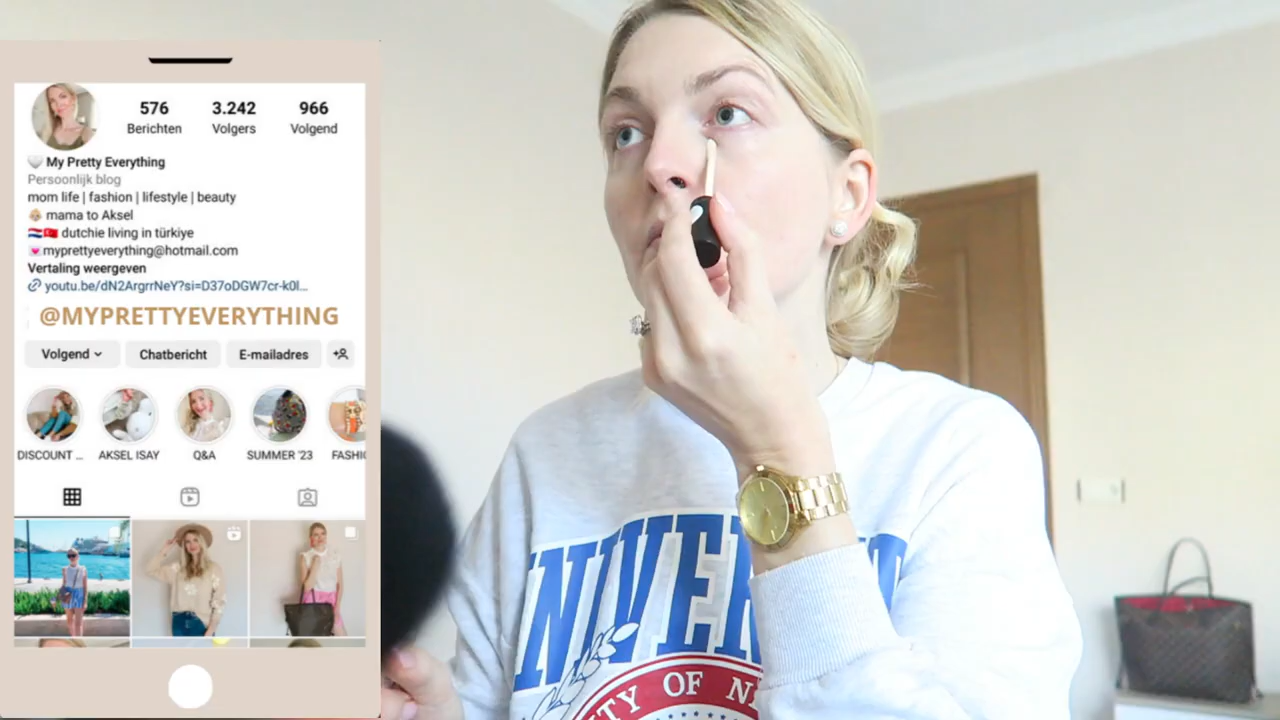 576
3.242
966
Berichten
Volgers
Volgend
🤍 My Pretty Everything
Persoonlijk blog
mom life | fashion | lifestyle | beauty
👶🏼 mama to Aksel
🇳🇱🇹🇷 dutchie living in türkiye
💌 myprettyeverything@hotmail.com
Vertaling weergeven
youtu.be/dN2ArgrrNeY?si=D37oDGW7cr-k0l...
@MYPRETTYEVERYTHING
Volgend
Chatbericht
E-mailadres
DISCOUNT ...
AKSEL ISAY
Q&A
SUMMER '23
FASHI
NIVER
T
TY OF N